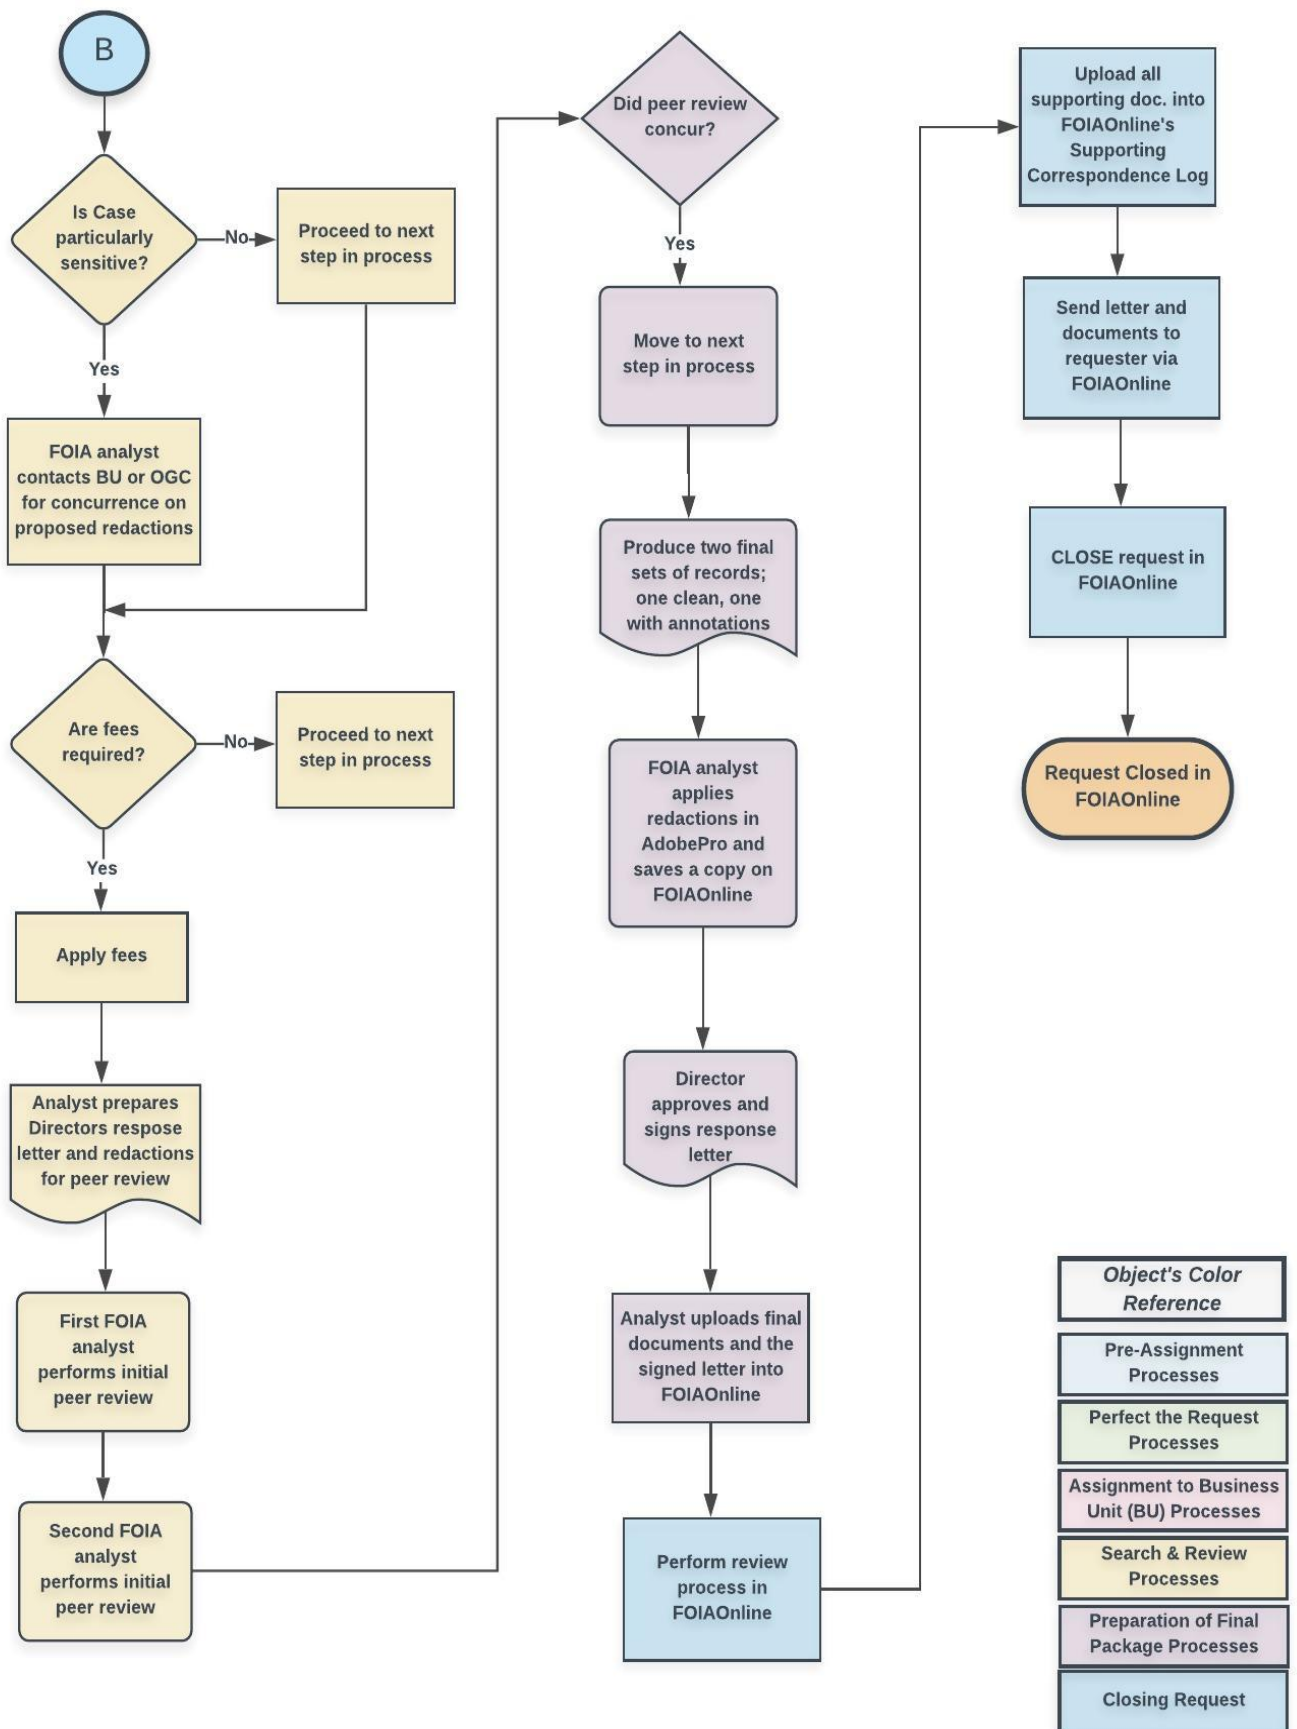 B
Is Case
particularly
sensitive?
No
Proceed to next
step in process
Yes
FOIA analyst
contacts BU or OGC
for concurrence on
proposed redactions
Are fees
required?
No
Proceed to next
step in process
Yes
Apply fees
Analyst prepares
Directors respose
letter and redactions
for peer review
First FOIA
analyst
performs initial
peer review
Second FOIA
analyst
performs initial
peer review
Did peer review
concur?
Yes
Move to next
step in process
Produce two final
sets of records;
one clean, one
with annotations
FOIA analyst
applies
redactions in
AdobePro and
saves a copy on
FOIAOnline
Director
approves and
signs response
letter
Analyst uploads final
documents and the
signed letter into
FOIAOnline
Perform review
process in
FOIAOnline
Upload all
supporting doc. into
FOIAOnline's
Supporting
Correspondence Log
Send letter and
documents to
requester via
FOIAOnline
CLOSE request in
FOIAOnline
Request Closed in
FOIAOnline
Object's Color
Reference
Pre-Assignment
Processes
Perfect the Request
Processes
Assignment to Business
Unit (BU) Processes
Search & Review
Processes
Preparation of Final
Package Processes
Closing Request